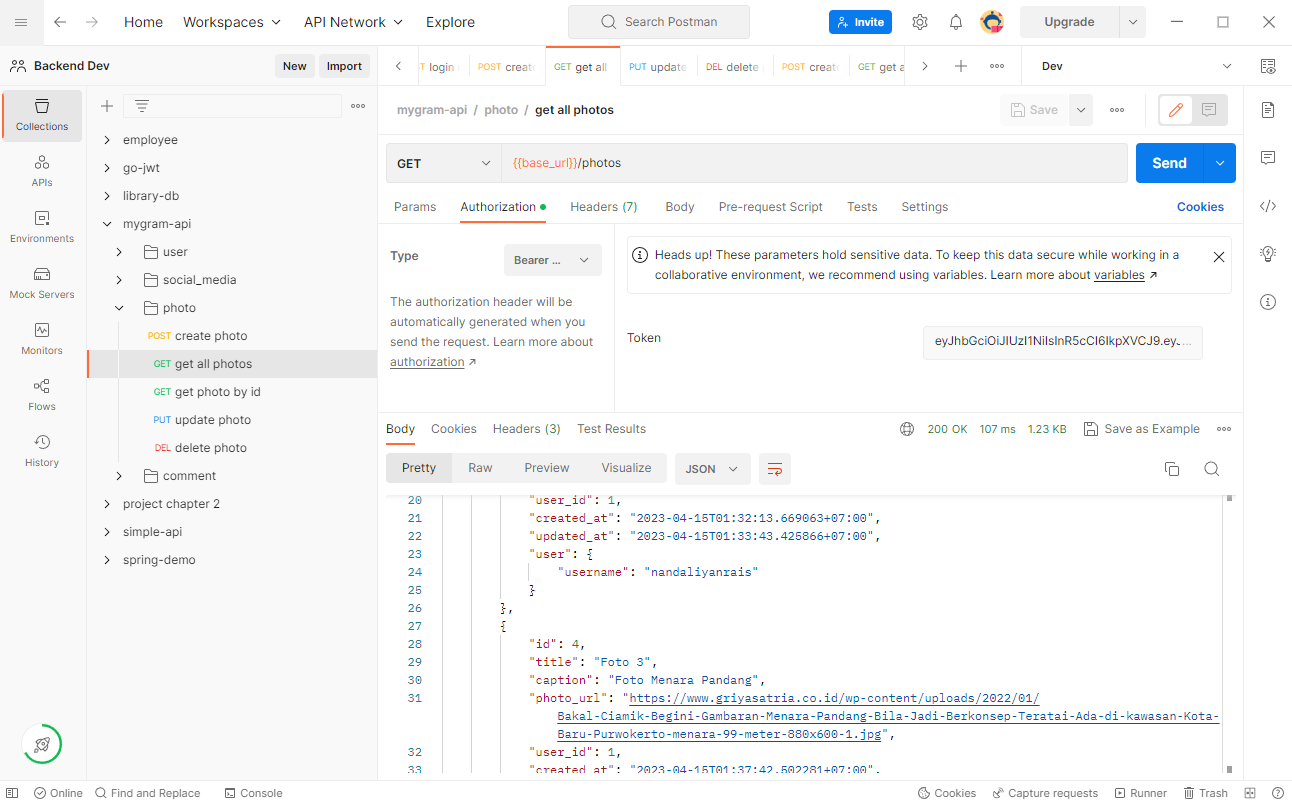 Home Workspaces API Network Explore Search Postman Invite Upgrade
Backend Dev New Import login POST create GET get all PUT update DEL delete POST create GET get a Dev
Collections
APIs
Environments
Mock Servers
Monitors
Flows
History
employee
go-jwt
library-db
mygram-api
user
social_media
photo
POST create photo
GET get all photos
GET get photo by id
PUT update photo
DEL delete photo
comment
project chapter 2
simple-api
spring-demo
mygram-api / photo / get all photos Save
GET {{base_url}}/photos Send
Params Authorization Headers (7) Body Pre-request Script Tests Settings Cookies
Type Bearer ...
The authorization header will be
automatically generated when you
send the request. Learn more about
authorization ↗
Heads up! These parameters hold sensitive data. To keep this data secure while working in a
collaborative environment, we recommend using variables. Learn more about variables ↗
Token
Body Cookies Headers (3) Test Results 200 OK 107 ms 1.23 KB Save as Example
Pretty Raw Preview Visualize JSON
20 "user_id": 1,
21 "created_at": "2023-04-15T01:32:13.669063+07:00",
22 "updated_at": "2023-04-15T01:33:43.425866+07:00",
23 "user": {
24 "username": "nandaliyanrais"
25 }
26 },
27 {
28 "id": 4,
29 "title": "Foto 3",
30 "caption": "Foto Menara Pandang",
31 "photo_url": "https://www.griyasatria.co.id/wp-content/uploads/2022/01/
Bakal-Ciamik-Begini-Gambaran-Menara-Pandang-Bila-Jadi-Berkonsep-Teratai-Ada-di-kawasan-Kota-
Baru-Purwokerto-menara-99-meter-880x600-1.jpg",
32 "user_id": 1,
33 "created_at": "2023-04-15T01:37:42.502281+07:00",
Online Find and Replace Console Cookies Capture requests Runner Trash